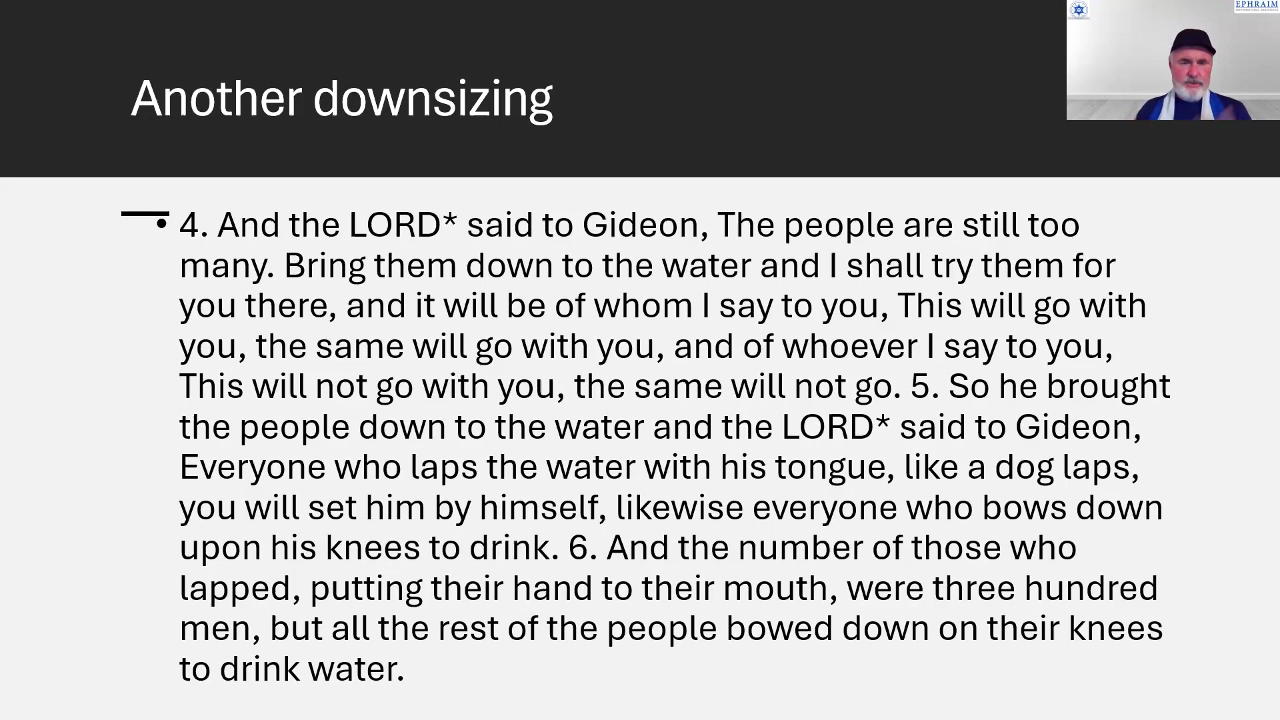 EPHRAIM
Another downsizing
• 4. And the LORD* said to Gideon, The people are still too
many. Bring them down to the water and I shall try them for
you there, and it will be of whom I say to you, This will go with
you, the same will go with you, and of whoever I say to you,
This will not go with you, the same will not go. 5. So he brought
the people down to the water and the LORD* said to Gideon,
Everyone who laps the water with his tongue, like a dog laps,
you will set him by himself, likewise everyone who bows down
upon his knees to drink. 6. And the number of those who
lapped, putting their hand to their mouth, were three hundred
men, but all the rest of the people bowed down on their knees
to drink water.